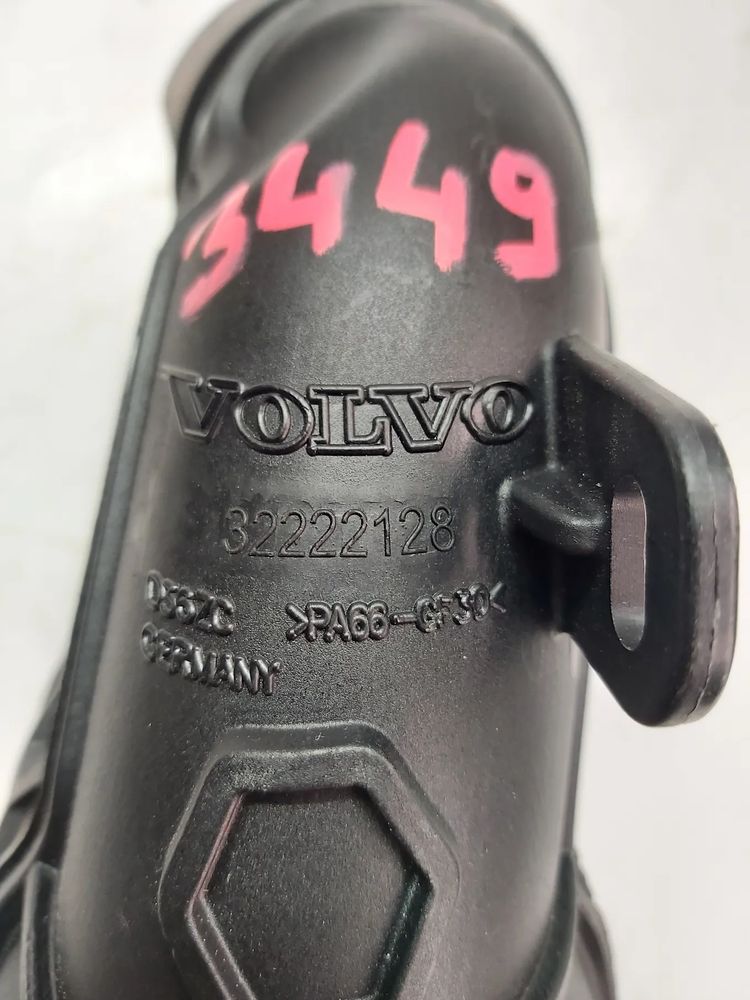 3449
VOLVO
32222128
>PA66-GF30<
GERMANY